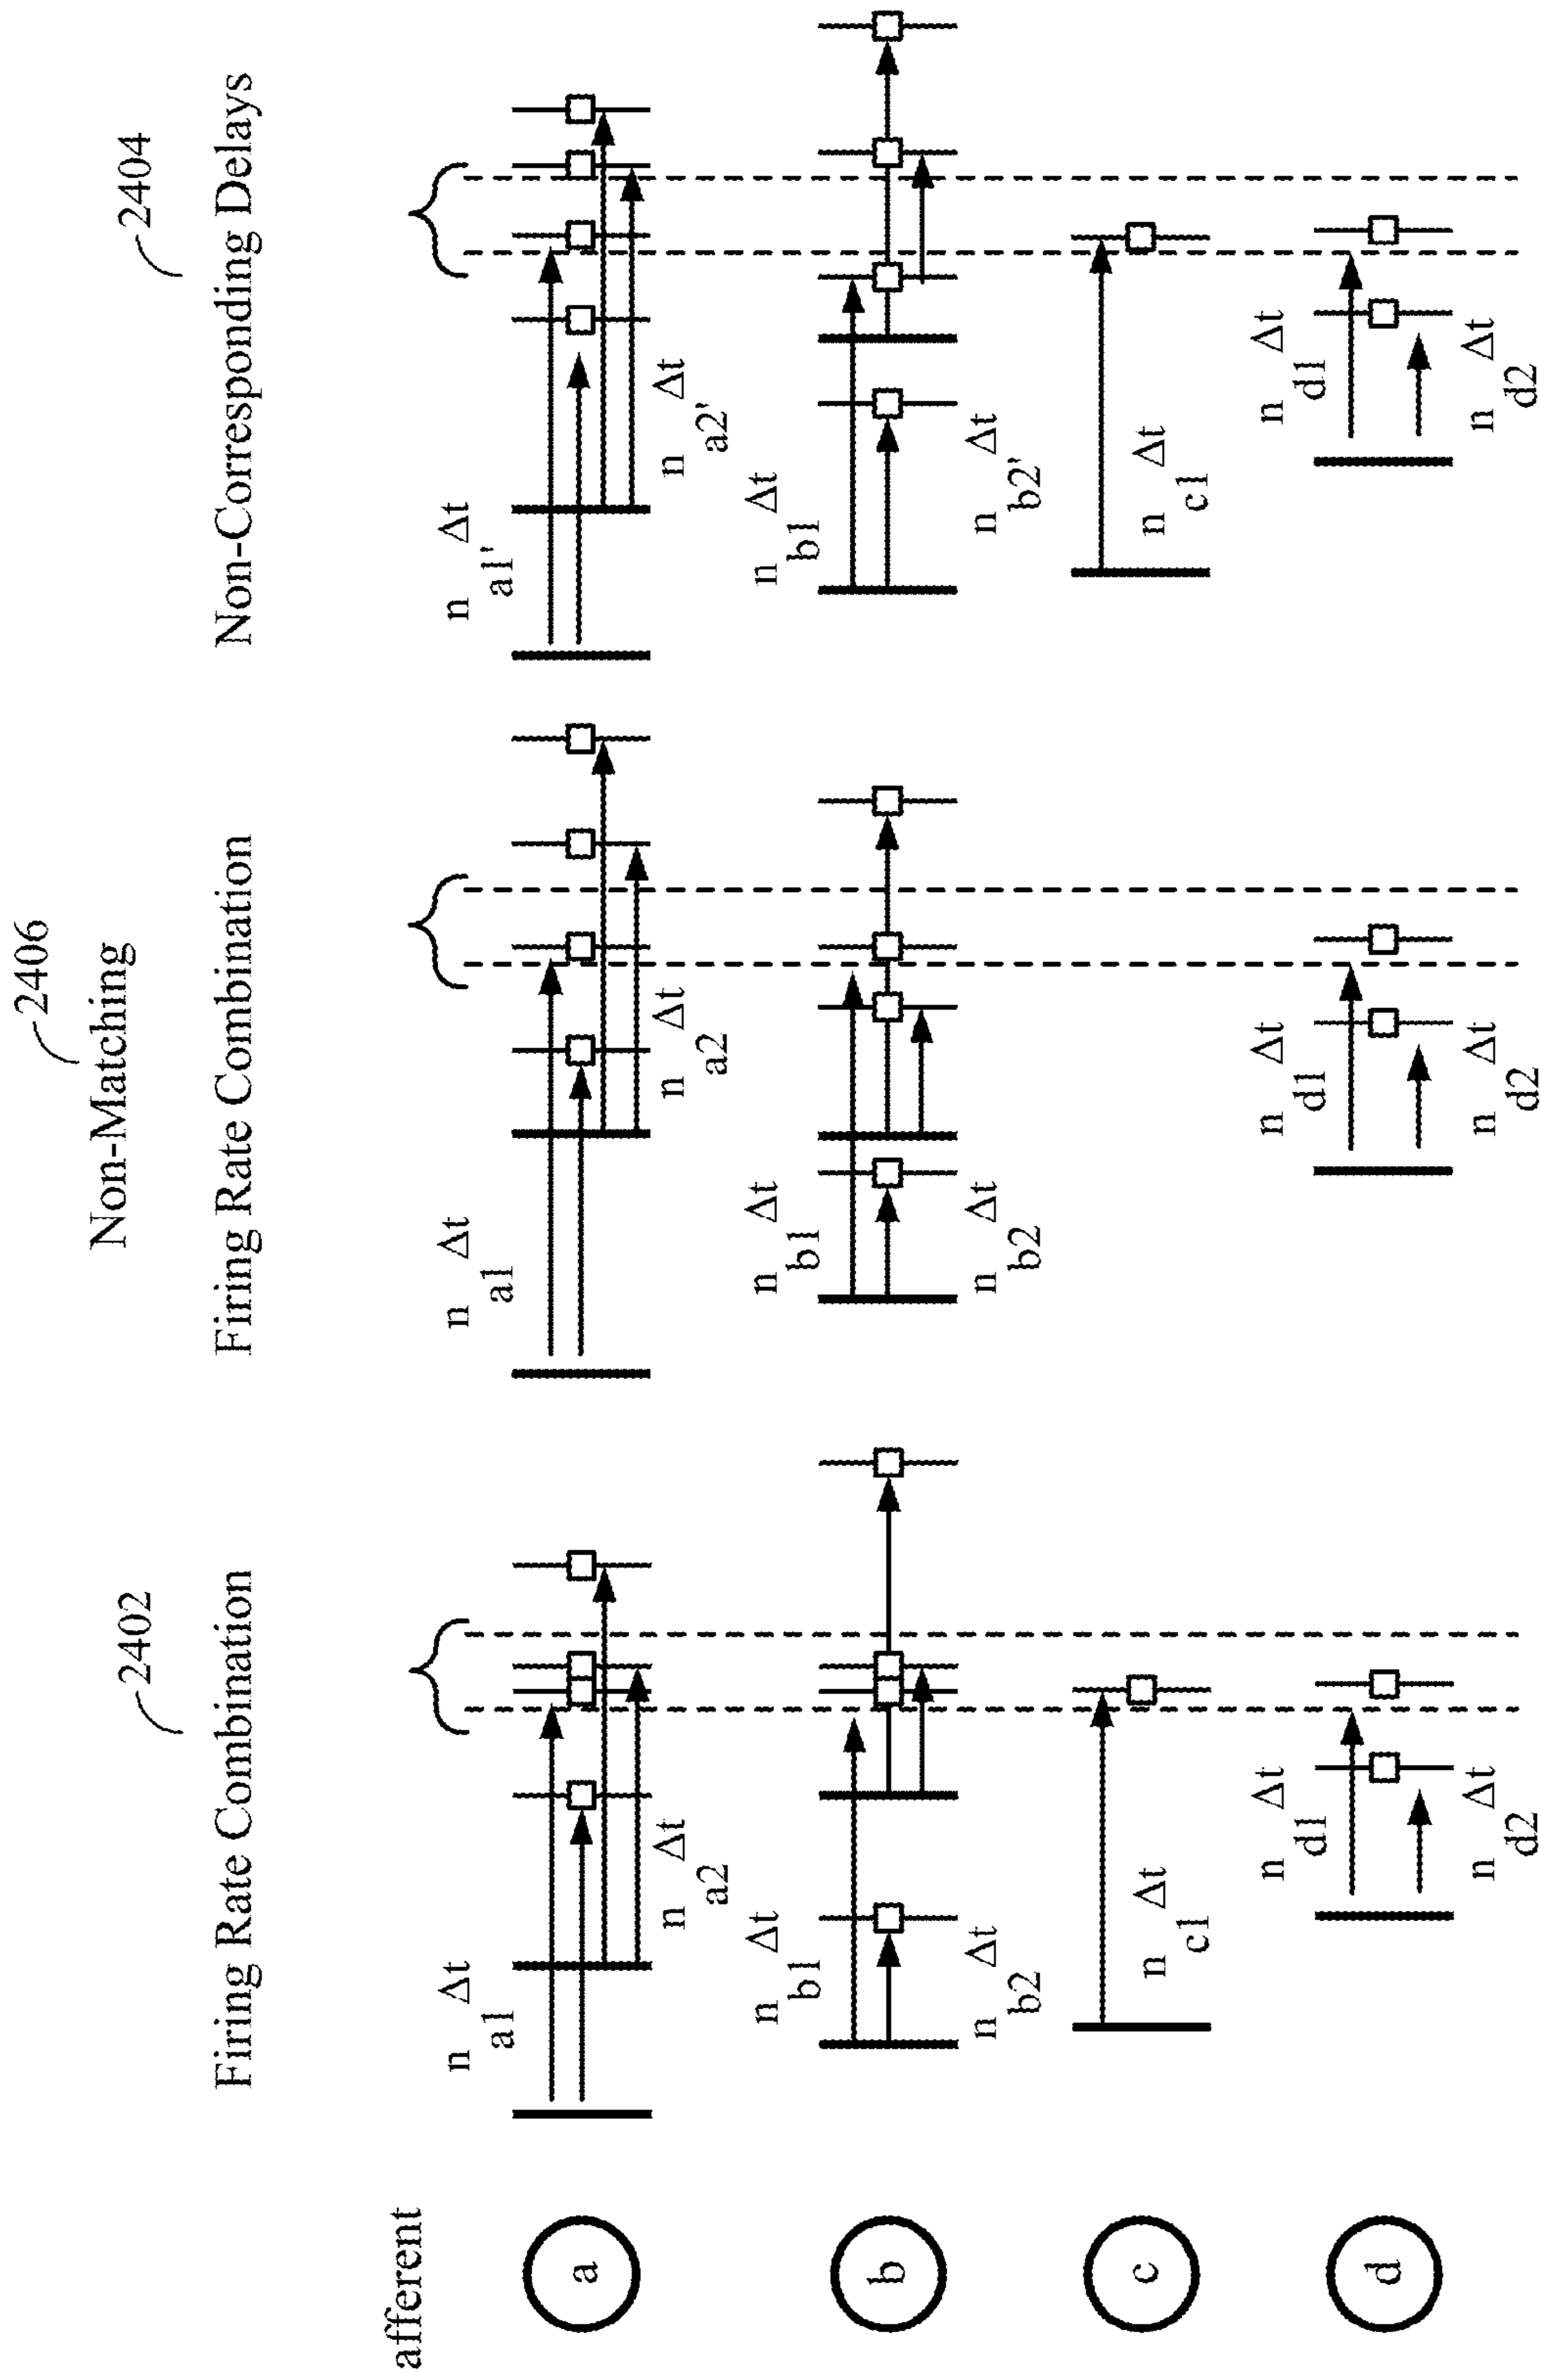 2402
Firing Rate Combination
2406
Non-Matching
Firing Rate Combination
2404
Non-Corresponding Delays
afferent
a
n a1 Δt
n a2 Δt
n a1 Δt
n a2 Δt
n a1' Δt
n a2' Δt
b
n b1 Δt
n b2 Δt
n b1 Δt
n b2 Δt
n b1 Δt
n b2' Δt
c
n c1 Δt
n c1 Δt
d
n d1 Δt
n d2 Δt
n d1 Δt
n d2 Δt
n d1 Δt
n d2 Δt